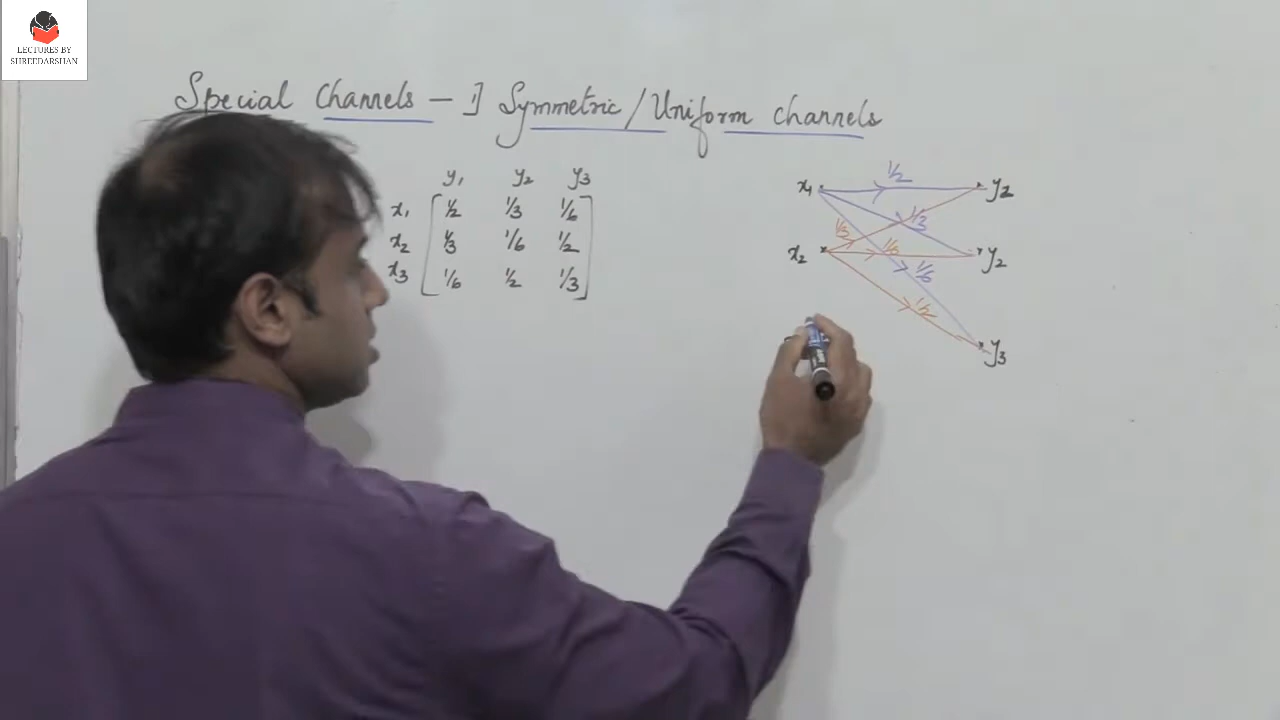 LECTURES BY
SHREEDARSHAN
Special Channels - 1] Symmetric/Uniform channels
y1 y2 y3
x1 1/2 1/3 1/6
x2 1/3 1/6 1/2
x3 1/6 1/2 1/3
x1 1/2 y2
1/3
1/3 1/6
x2 y2
1/6
1/2
y3